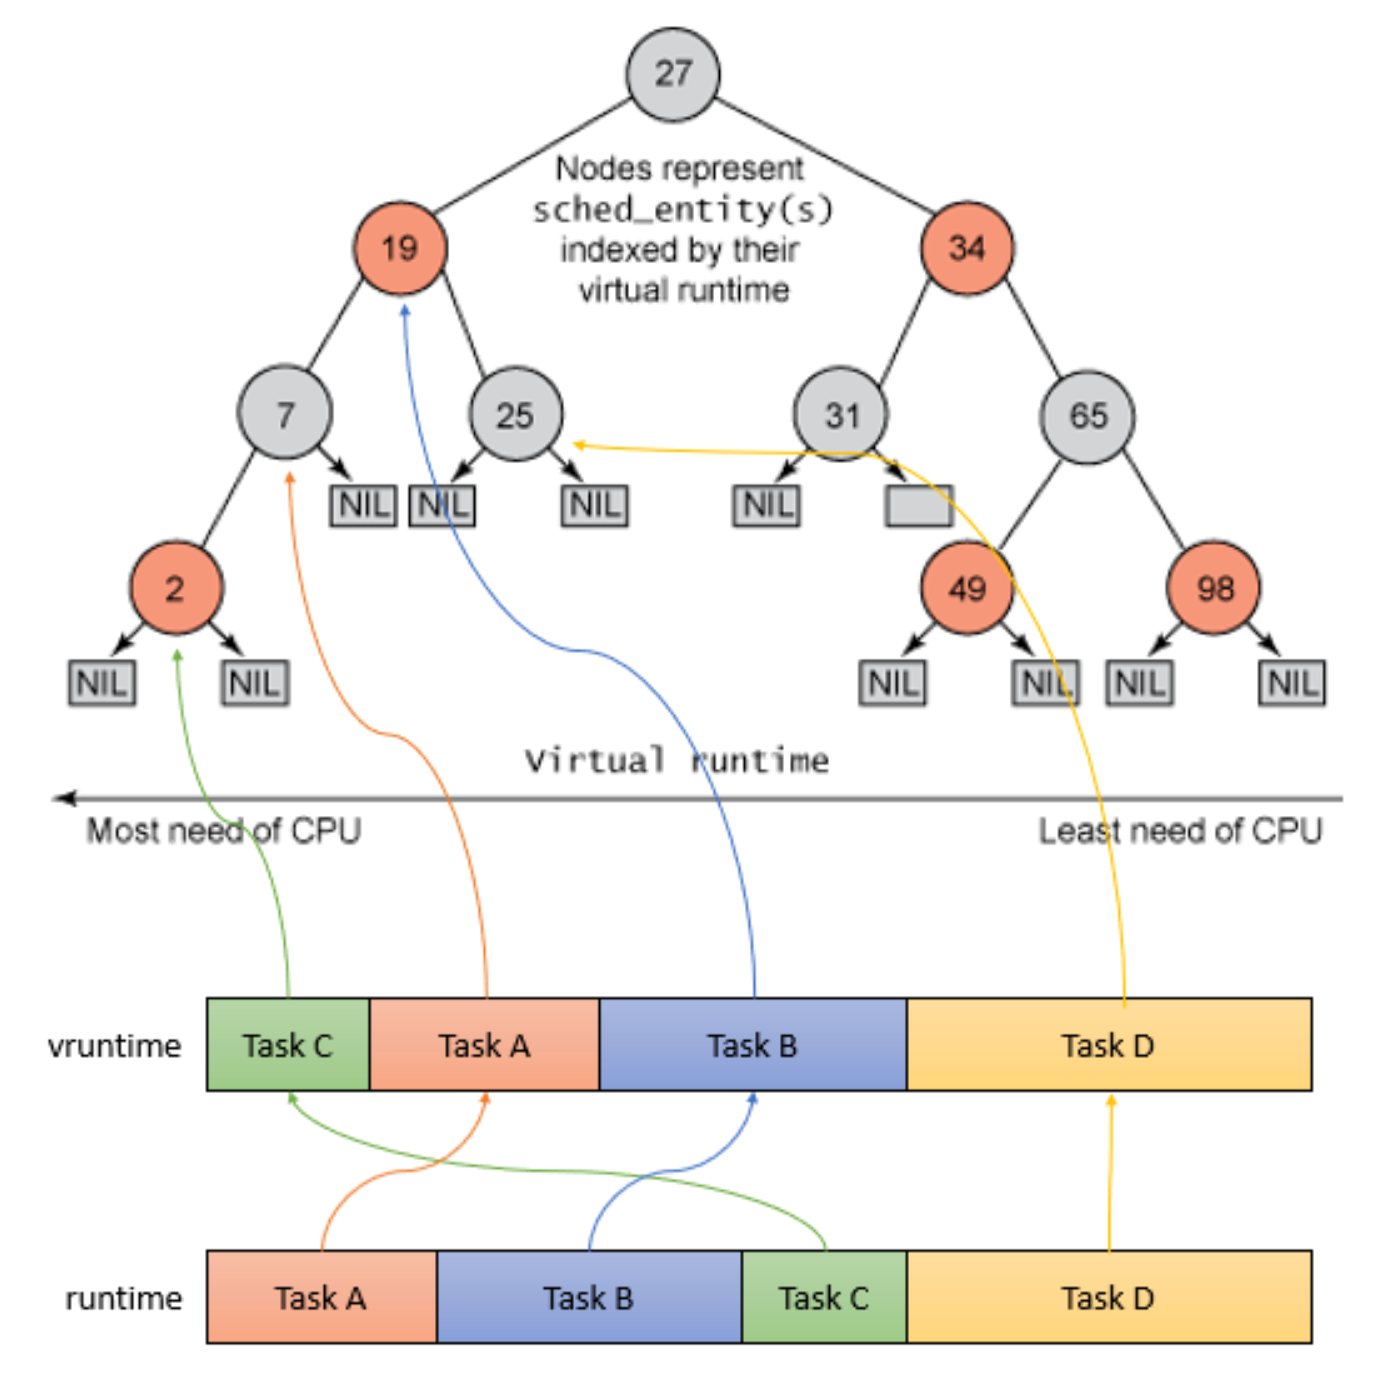 27
Nodes represent
sched_entity(s)
indexed by their
virtual runtime
19
34
7
25
31
65
NIL
NIL
NIL
NIL
2
49
98
NIL
NIL
NIL
NIL
NIL
NIL
Virtual runtime
Most need of CPU
Least need of CPU
vruntime
Task C
Task A
Task B
Task D
runtime
Task A
Task B
Task C
Task D